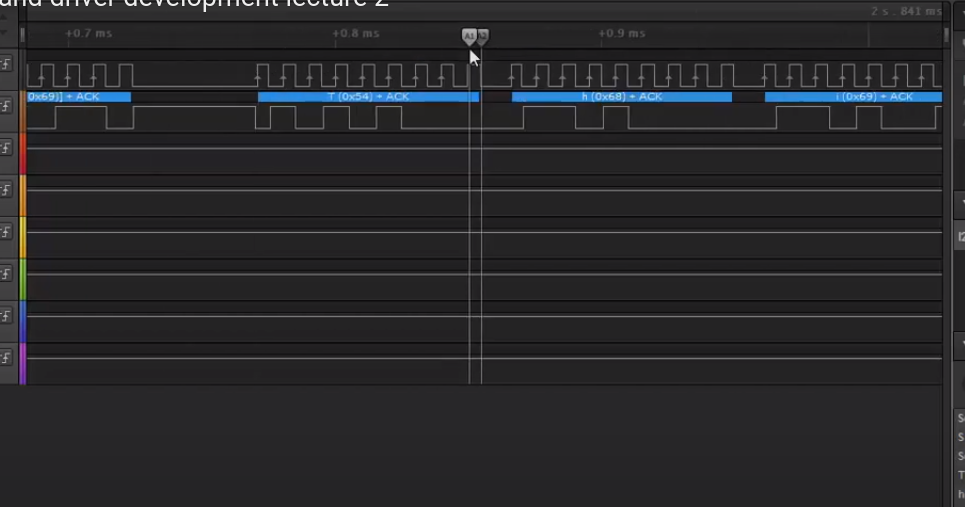 and driver development lecture 2
2 s . 841 ms
+0.7 ms
+0.8 ms
A1
A2
+0.9 ms
0x69)] + ACK
T (0x54) + ACK
h (0x68) + ACK
i (0x69) + ACK